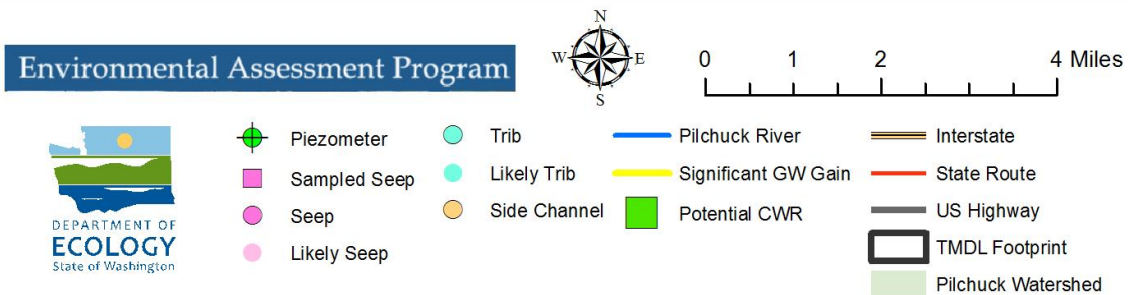 Environmental Assessment Program
N
W E
S
0 1 2 4 Miles
DEPARTMENT OF
ECOLOGY
State of Washington
Piezometer
Sampled Seep
Seep
Likely Seep
Trib
Likely Trib
Side Channel
Pilchuck River
Significant GW Gain
Potential CWR
Interstate
State Route
US Highway
TMDL Footprint
Pilchuck Watershed